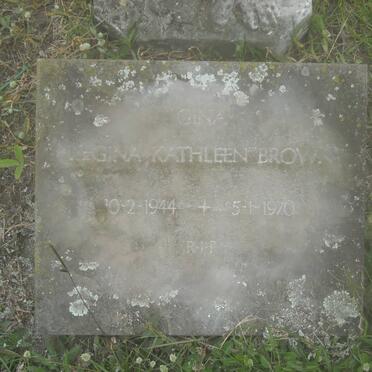 GINA
REGINA KATHLEEN BROWN
10-2-1944 + 5-1-1970
R·I·P